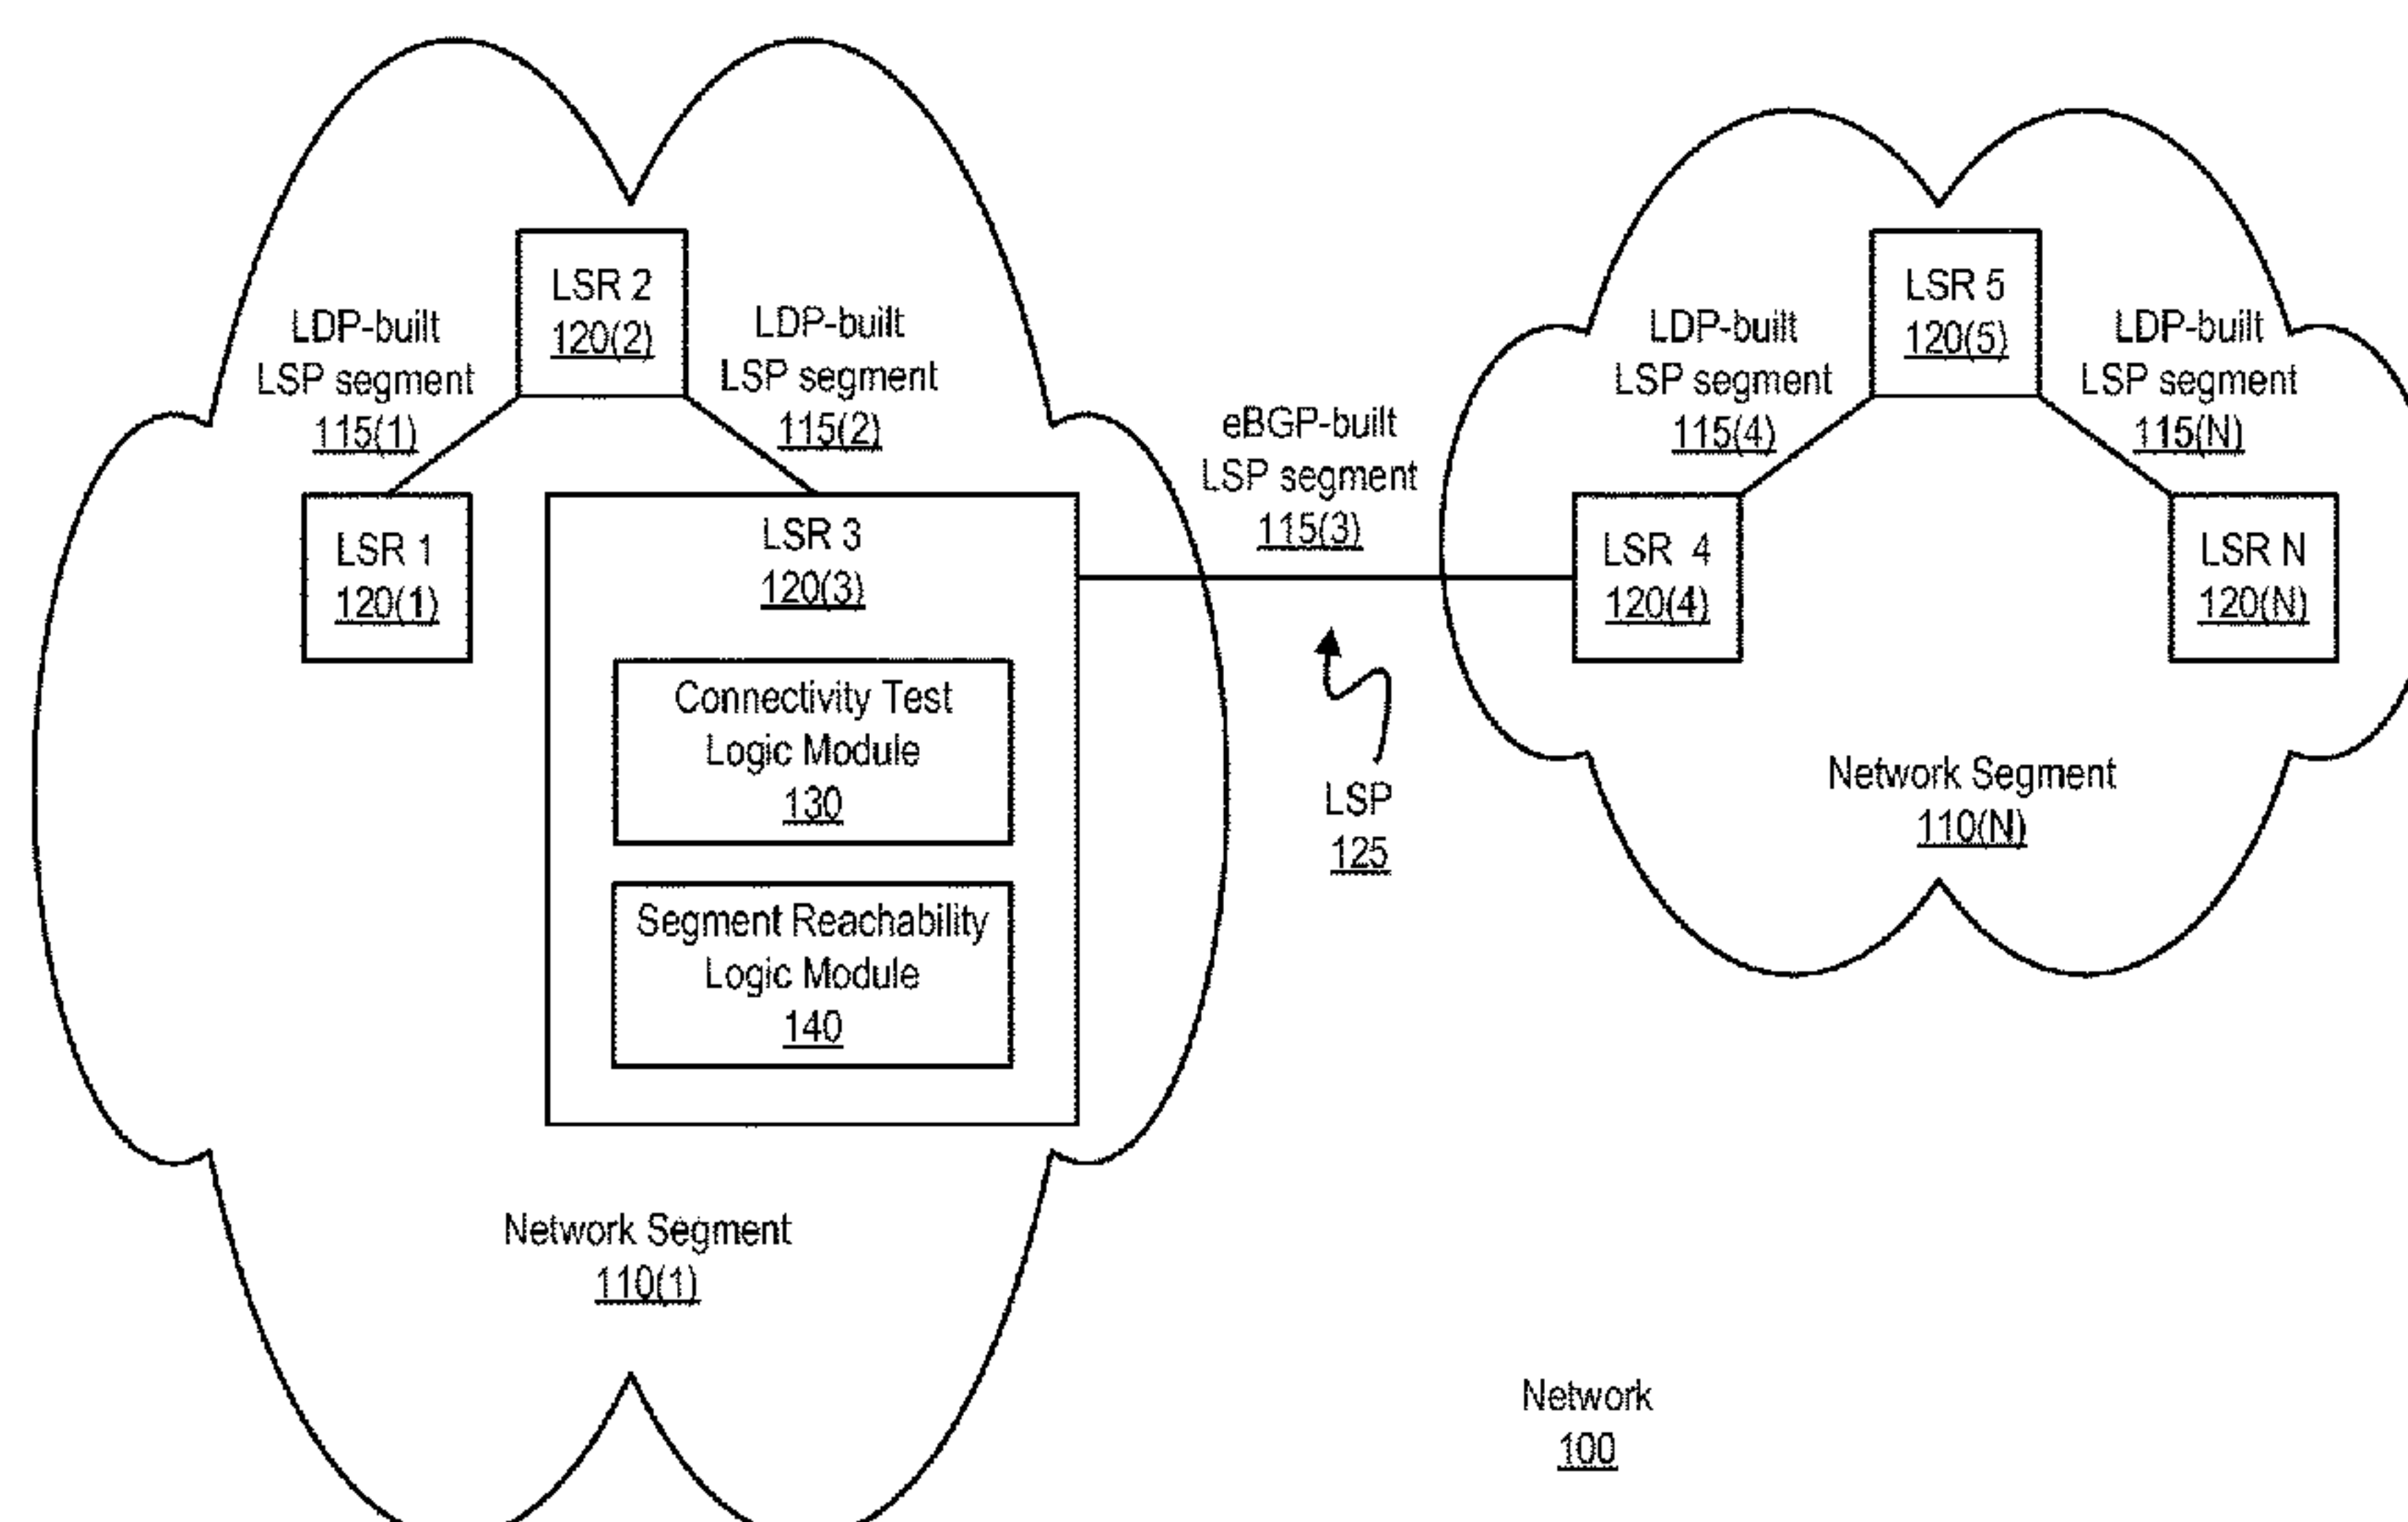 LSR 2
120(2)
LDP-built
LSP segment
115(1)
LDP-built
LSP segment
115(2)
LSR 1
120(1)
LSR 3
120(3)
Connectivity Test
Logic Module
130
Segment Reachability
Logic Module
140
Network Segment
110(1)
eBGP-built
LSP segment
115(3)
LSP
125
LSR 5
120(5)
LDP-built
LSP segment
115(4)
LDP-built
LSP segment
115(N)
LSR 4
120(4)
LSR N
120(N)
Network Segment
110(N)
Network
100